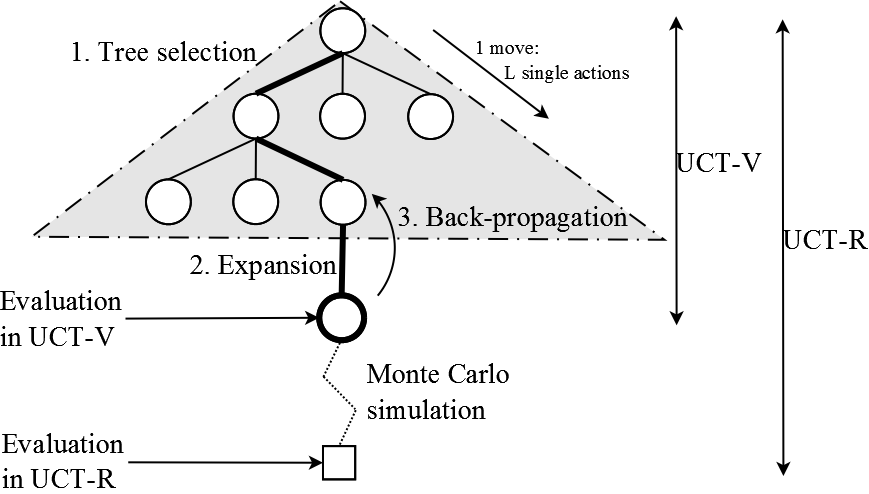 1. Tree selection
1 move:
L single actions
UCT-V
3. Back-propagation
UCT-R
2. Expansion
Evaluation
in UCT-V
Monte Carlo
simulation
Evaluation
in UCT-R